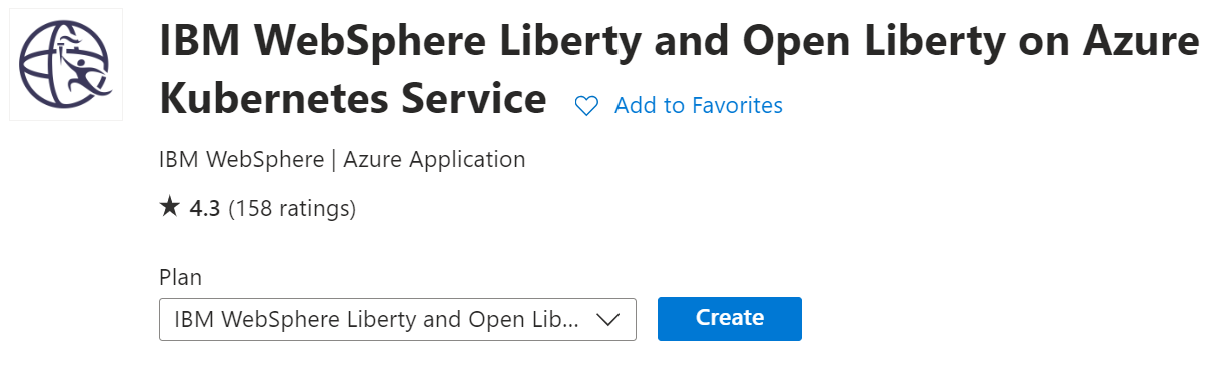 IBM WebSphere Liberty and Open Liberty on Azure
Kubernetes Service
Add to Favorites
IBM WebSphere | Azure Application
★ 4.3 (158 ratings)
Plan
IBM WebSphere Liberty and Open Lib...
Create